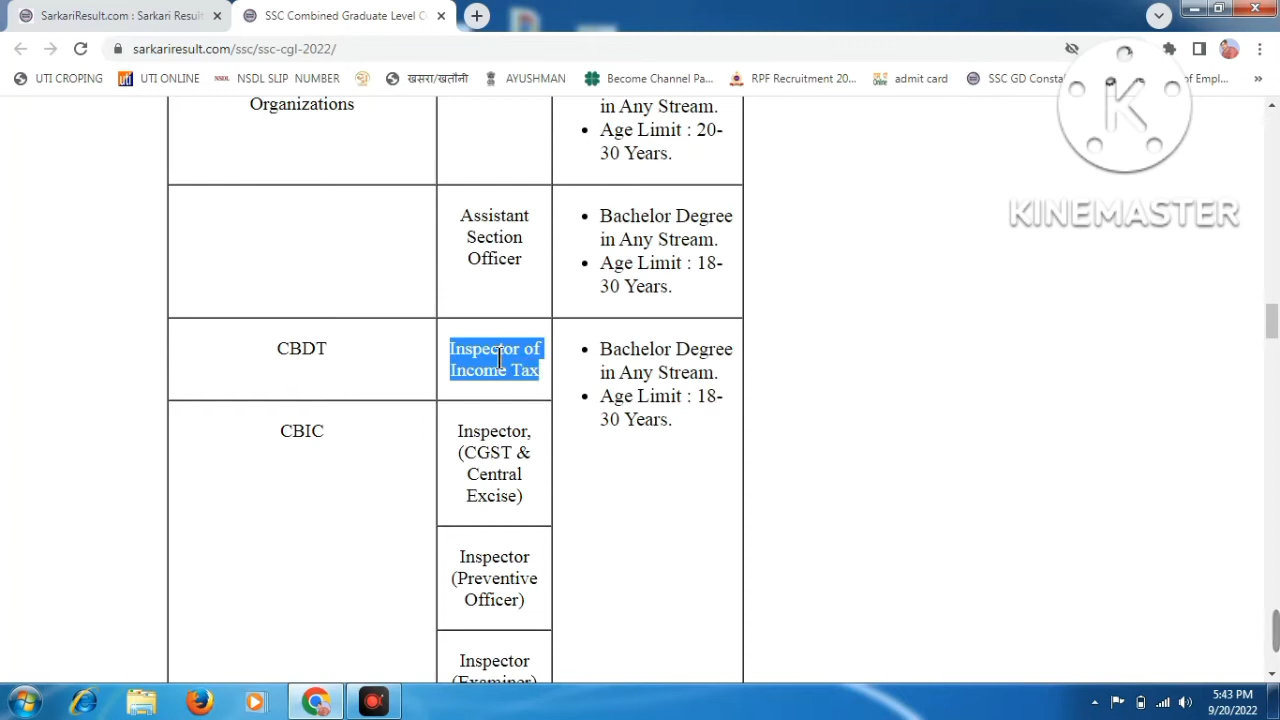 SarkariResult.com : Sarkari Result
SSC Combined Graduate Level C
sarkariresult.com/ssc/ssc-cgl-2022/
UTI CROPING
UTI ONLINE
NSDL SLIP NUMBER
खसरा/खतौनी
AYUSHMAN
Become Channel Pa...
RPF Recruitment 20...
admit card
SSC GD Consta
of Empl...
K
KINEMASTER
Organizations
in Any Stream.
• Age Limit : 20-
30 Years.
Assistant
Section
Officer
• Bachelor Degree
in Any Stream.
• Age Limit : 18-
30 Years.
CBDT
Inspector of
Income Tax
• Bachelor Degree
in Any Stream.
• Age Limit : 18-
30 Years.
CBIC
Inspector,
(CGST &
Central
Excise)
Inspector
(Preventive
Officer)
Inspector
(Examiner)
5:43 PM
9/20/2022